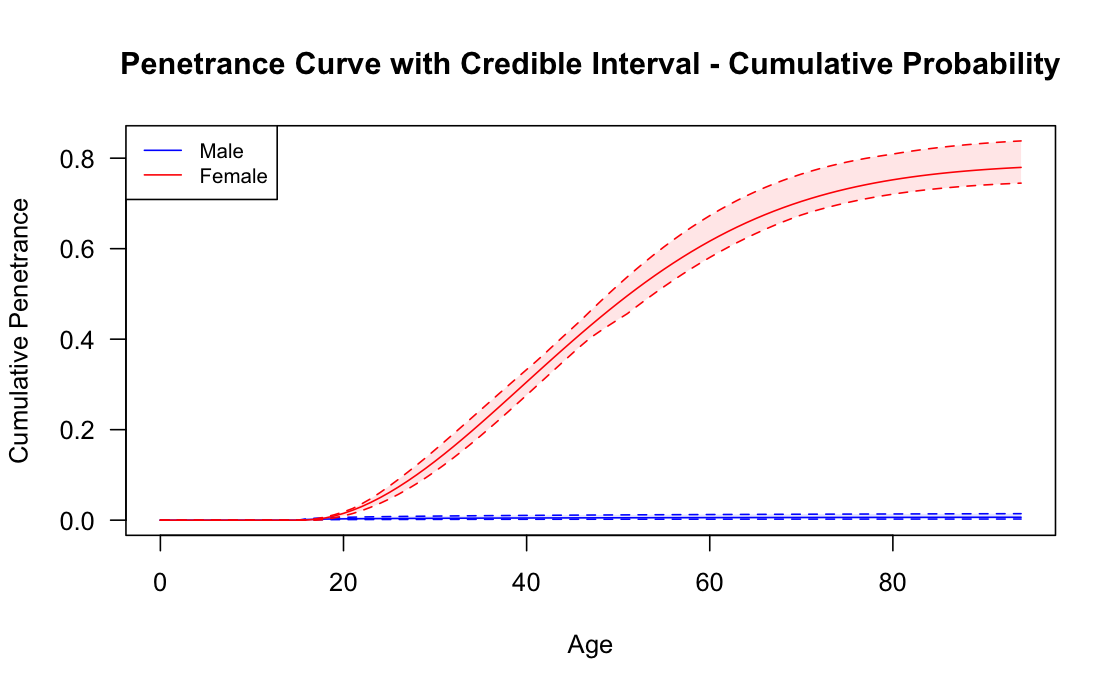 Penetrance Curve with Credible Interval - Cumulative Probability
Male
Female
Cumulative Penetrance
0.8
0.6
0.4
0.2
0.0
0 20 40 60 80
Age